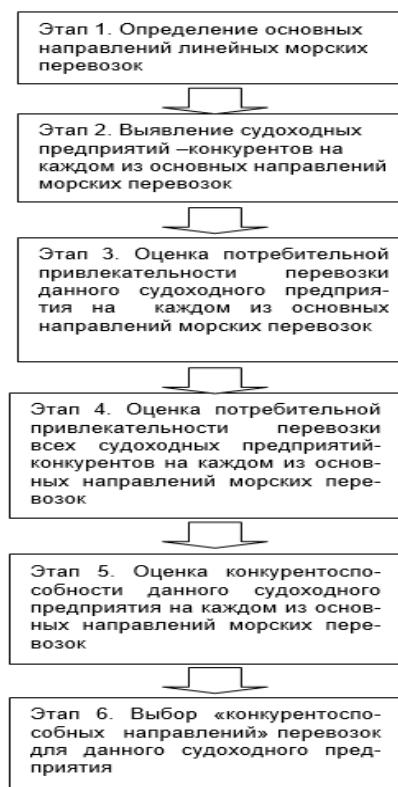 Этап 1. Определение основных
направлений линейных морских
перевозок
Этап 2. Выявление судоходных
предприятий –конкурентов на
каждом из основных направлений
морских перевозок
Этап 3. Оценка потребительной
привлекательности перевозки
данного судоходного предприя-
тия на каждом из основных
направлений морских перевозок
Этап 4. Оценка потребительной
привлекательности перевозки
всех судоходных предприятий-
конкурентов на каждом из основ-
ных направлений морских пере-
возок
Этап 5. Оценка конкурентоспо-
собности данного судоходного
предприятия на каждом из основ-
ных направлений морских пере-
возок
Этап 6. Выбор «конкурентоспо-
собных направлений» перевозок
для данного судоходного пред-
приятия